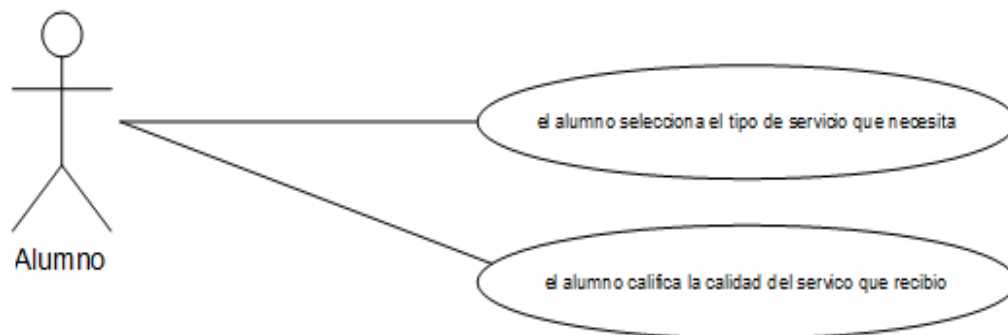 el alumno selecciona el tipo de servicio que necesita
Alumno
el alumno califica la calidad del servico que recibio